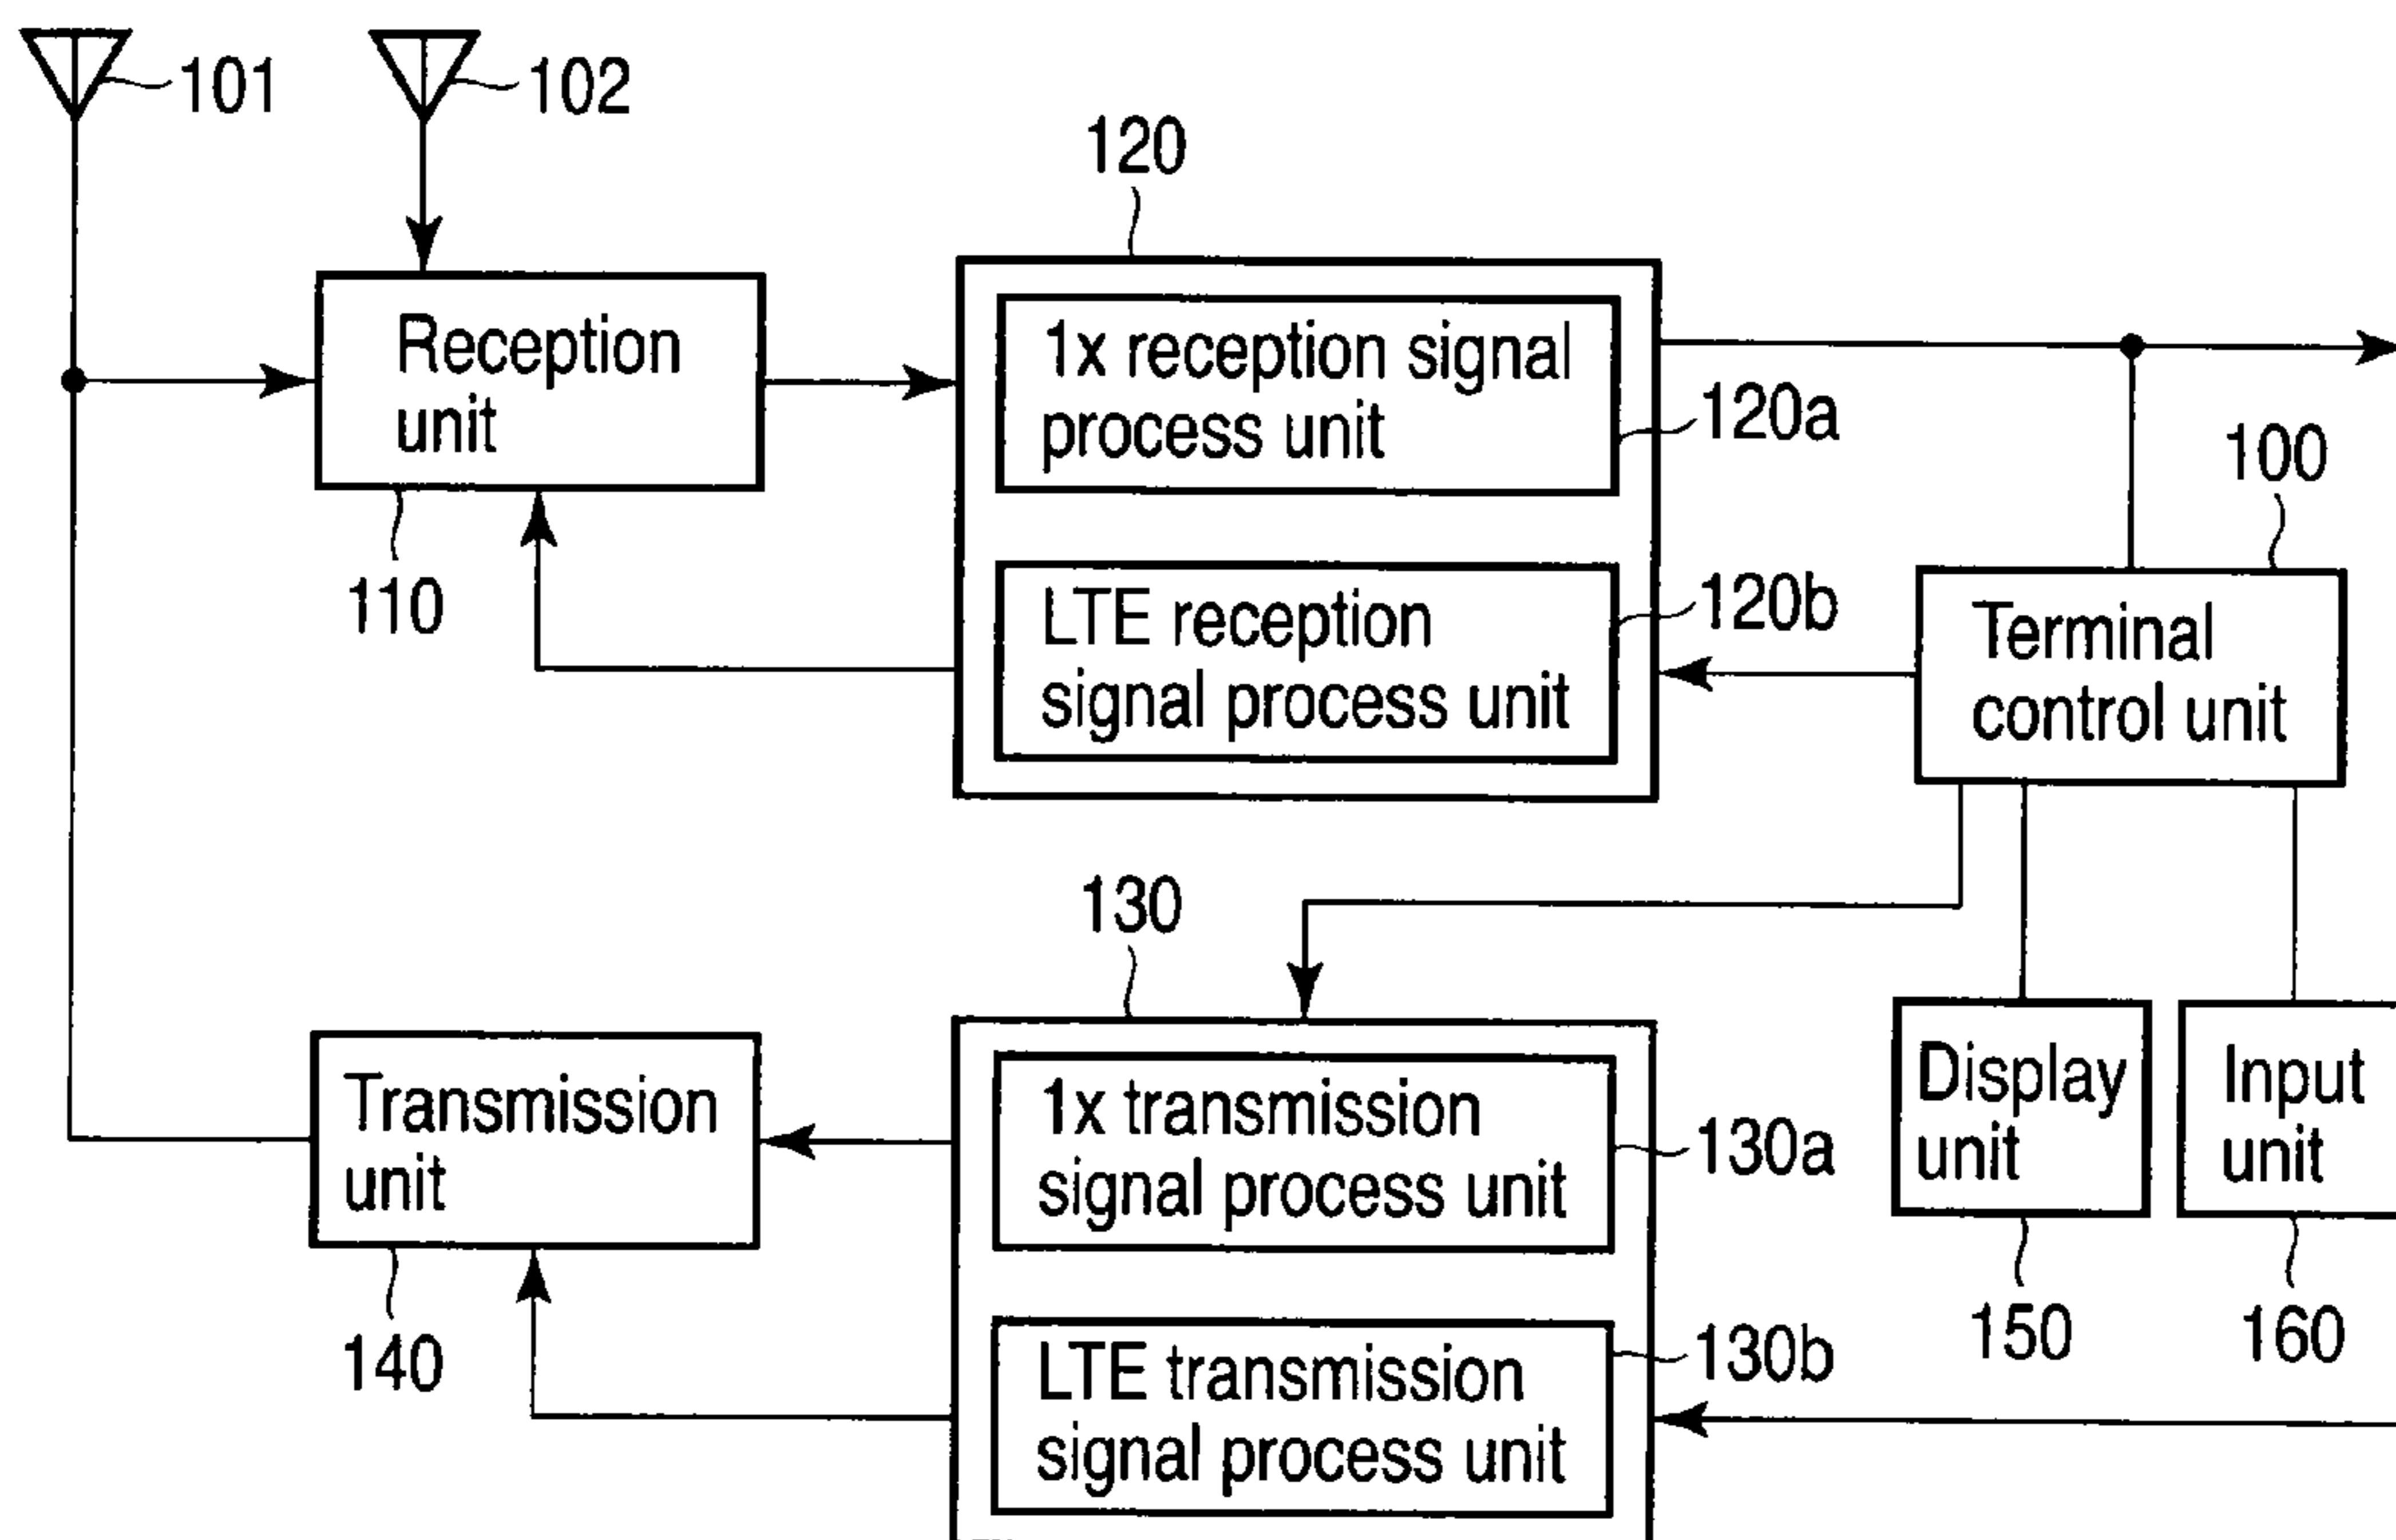 101
102
120
Reception
unit
110
1x reception signal
process unit
120a
LTE reception
signal process unit
120b
100
Terminal
control unit
130
Transmission
unit
140
1x transmission
signal process unit
130a
LTE transmission
signal process unit
130b
Display
unit
150
Input
unit
160